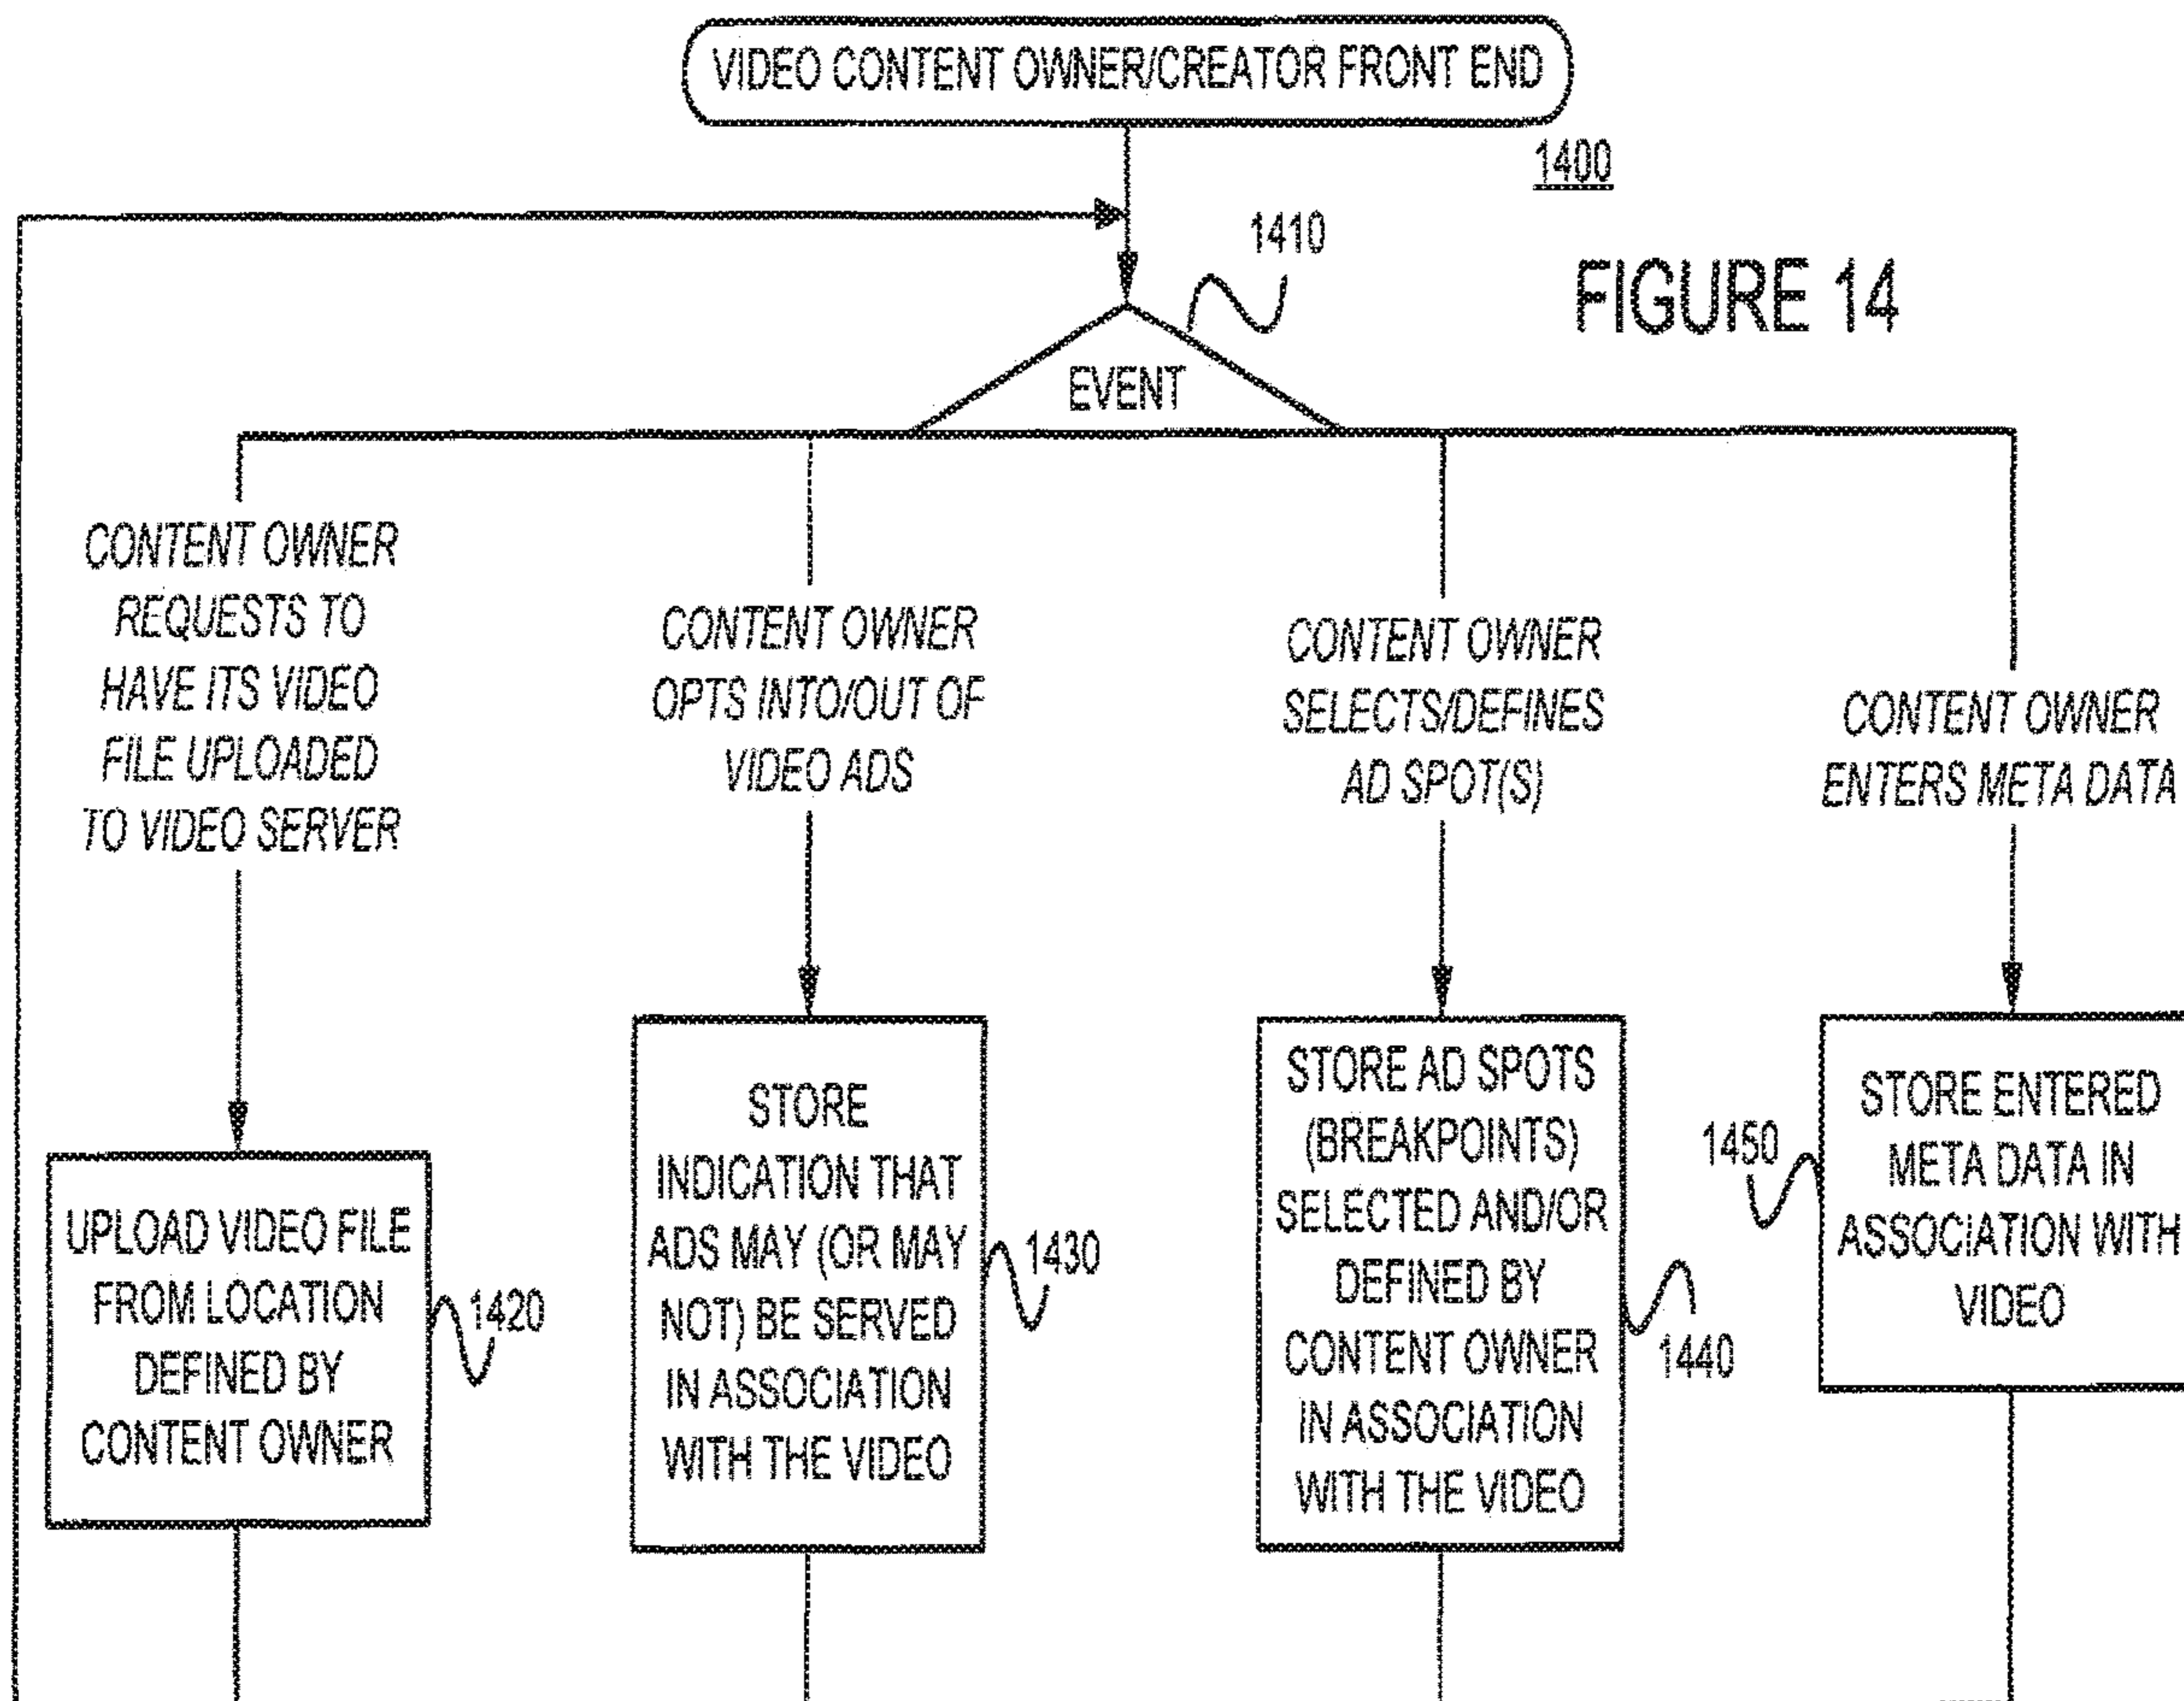 VIDEO CONTENT OWNER/CREATOR FRONT END
1400
1410
FIGURE 14
EVENT
CONTENT OWNER
REQUESTS TO
HAVE ITS VIDEO
FILE UPLOADED
TO VIDEO SERVER
CONTENT OWNER
OPTS INTO/OUT OF
VIDEO ADS
CONTENT OWNER
SELECTS/DEFINES
AD SPOT(S)
CONTENT OWNER
ENTERS META DATA
UPLOAD VIDEO FILE
FROM LOCATION
DEFINED BY
CONTENT OWNER
1420
STORE
INDICATION THAT
ADS MAY (OR MAY
NOT) BE SERVED
IN ASSOCIATION
WITH THE VIDEO
1430
STORE AD SPOTS
(BREAKPOINTS)
SELECTED AND/OR
DEFINED BY
CONTENT OWNER
IN ASSOCIATION
WITH THE VIDEO
1440
1450
STORE ENTERED
META DATA IN
ASSOCIATION WITH
VIDEO